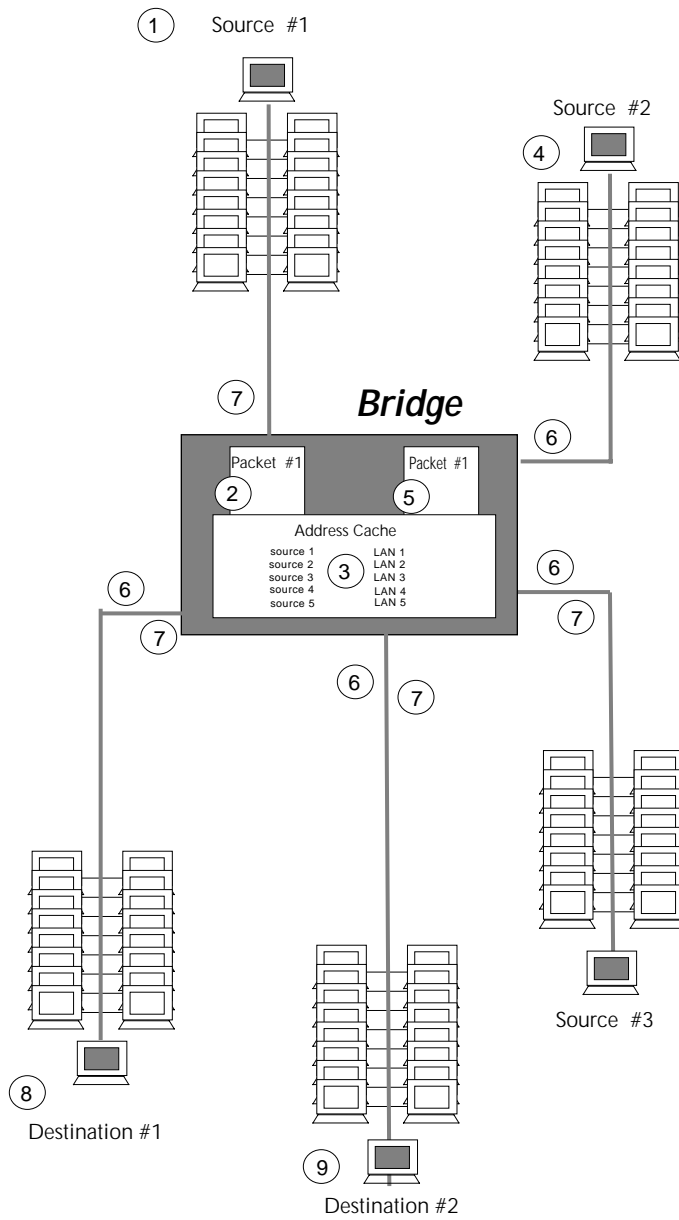 1 Source #1
Source #2
4
7
Bridge
6
Packet #1 Packet #1
2 5
Address Cache
source 1 LAN 1
source 2 LAN 2
source 3 3 LAN 3
source 4 LAN 4
source 5 LAN 5
6 6
7 7
6 7
Source #3
8
Destination #1
9
Destination #2